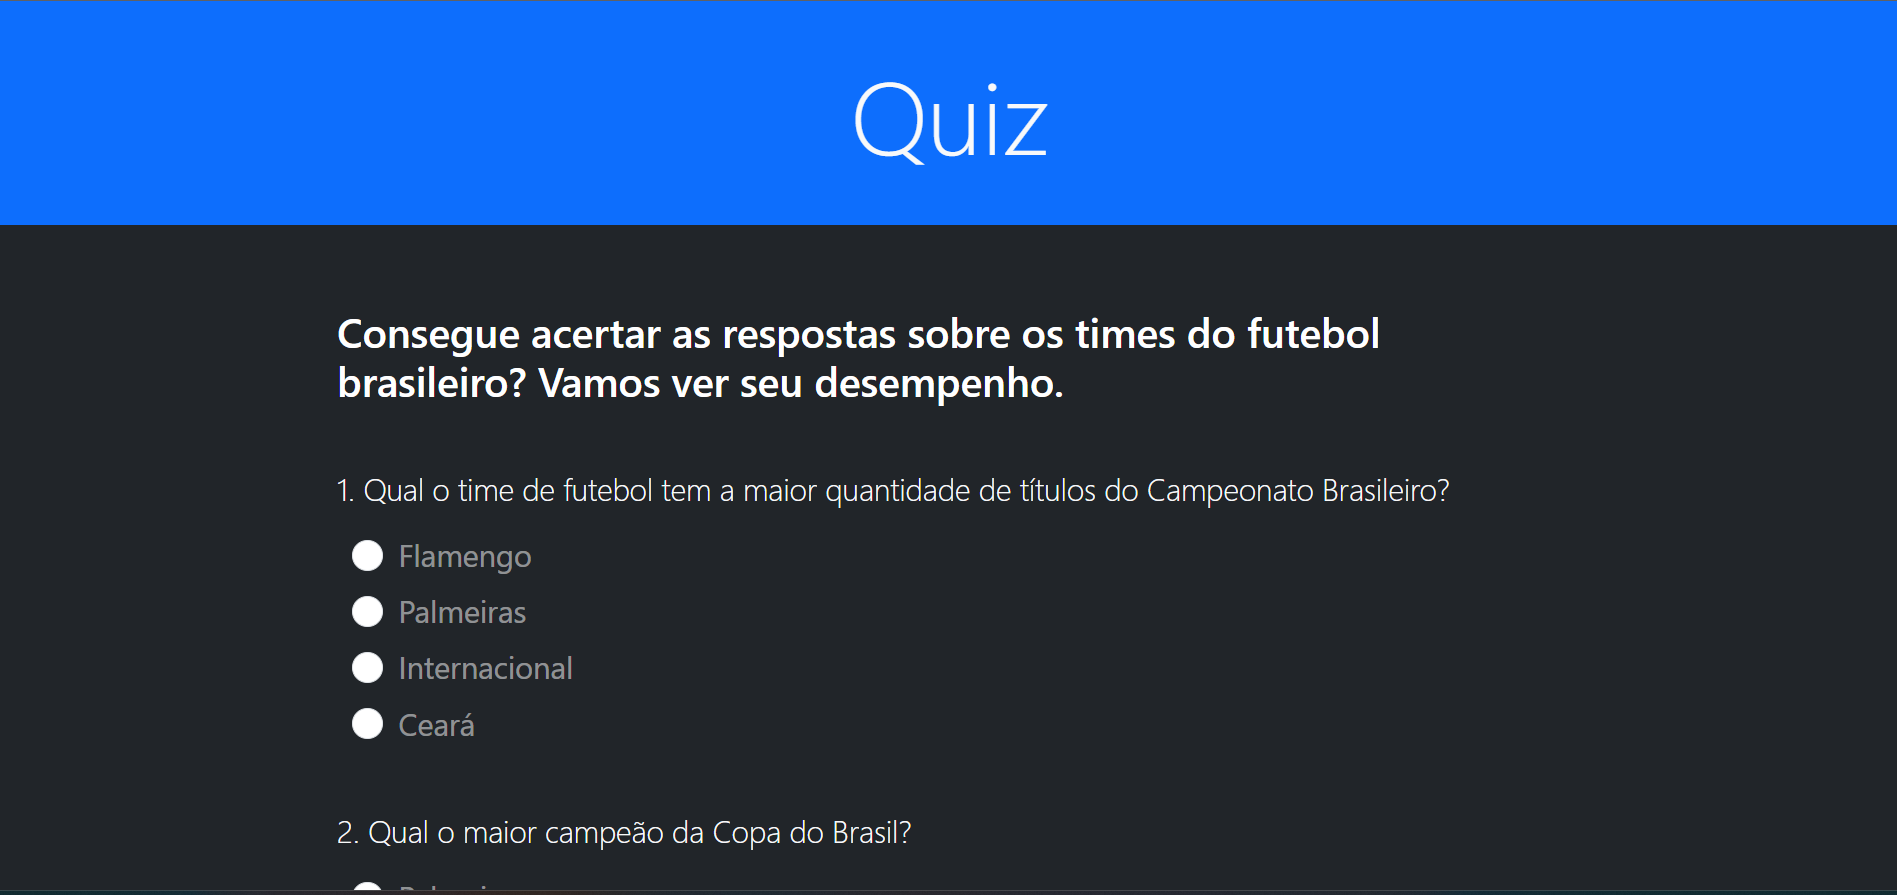 Quiz
Consegue acertar as respostas sobre os times do futebol
brasileiro? Vamos ver seu desempenho.
1. Qual o time de futebol tem a maior quantidade de títulos do Campeonato Brasileiro?
Flamengo
Palmeiras
Internacional
Ceará
2. Qual o maior campeão da Copa do Brasil?